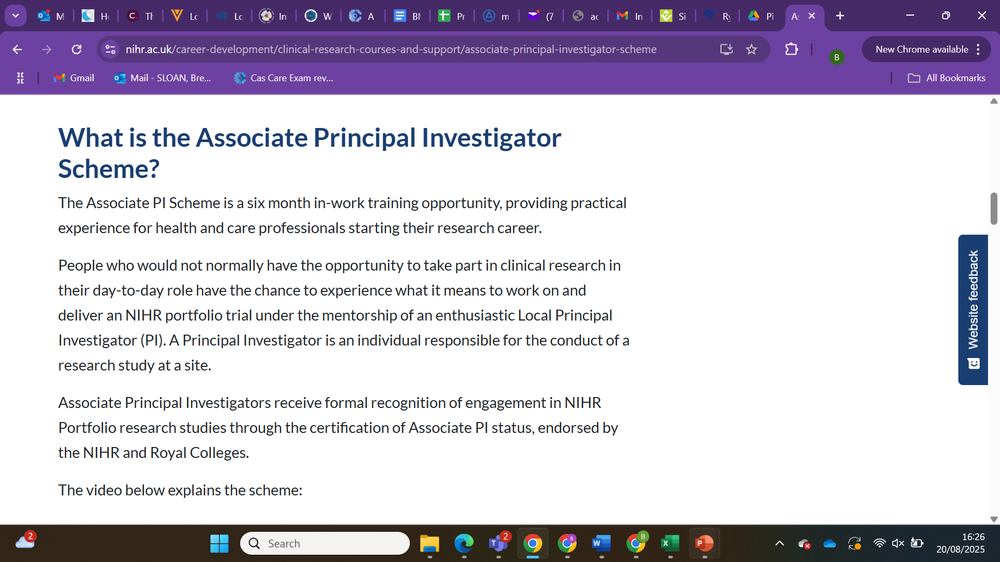 M
Ho
Th
Lo
Lo
In
W
A
Bl
Pr
m
(7
ac
In
Si
Ry
Pi
As
nihr.ac.uk/career-development/clinical-research-courses-and-support/associate-principal-investigator-scheme
B
New Chrome available
Gmail
Mail - SLOAN, Bre...
Cas Care Exam rev...
All Bookmarks
What is the Associate Principal Investigator
Scheme?
The Associate PI Scheme is a six month in-work training opportunity, providing practical
experience for health and care professionals starting their research career.
People who would not normally have the opportunity to take part in clinical research in
their day-to-day role have the chance to experience what it means to work on and
deliver an NIHR portfolio trial under the mentorship of an enthusiastic Local Principal
Investigator (PI). A Principal Investigator is an individual responsible for the conduct of a
research study at a site.
Associate Principal Investigators receive formal recognition of engagement in NIHR
Portfolio research studies through the certification of Associate PI status, endorsed by
the NIHR and Royal Colleges.
The video below explains the scheme:
Website feedback
2
Search
2
16:26
20/08/2025